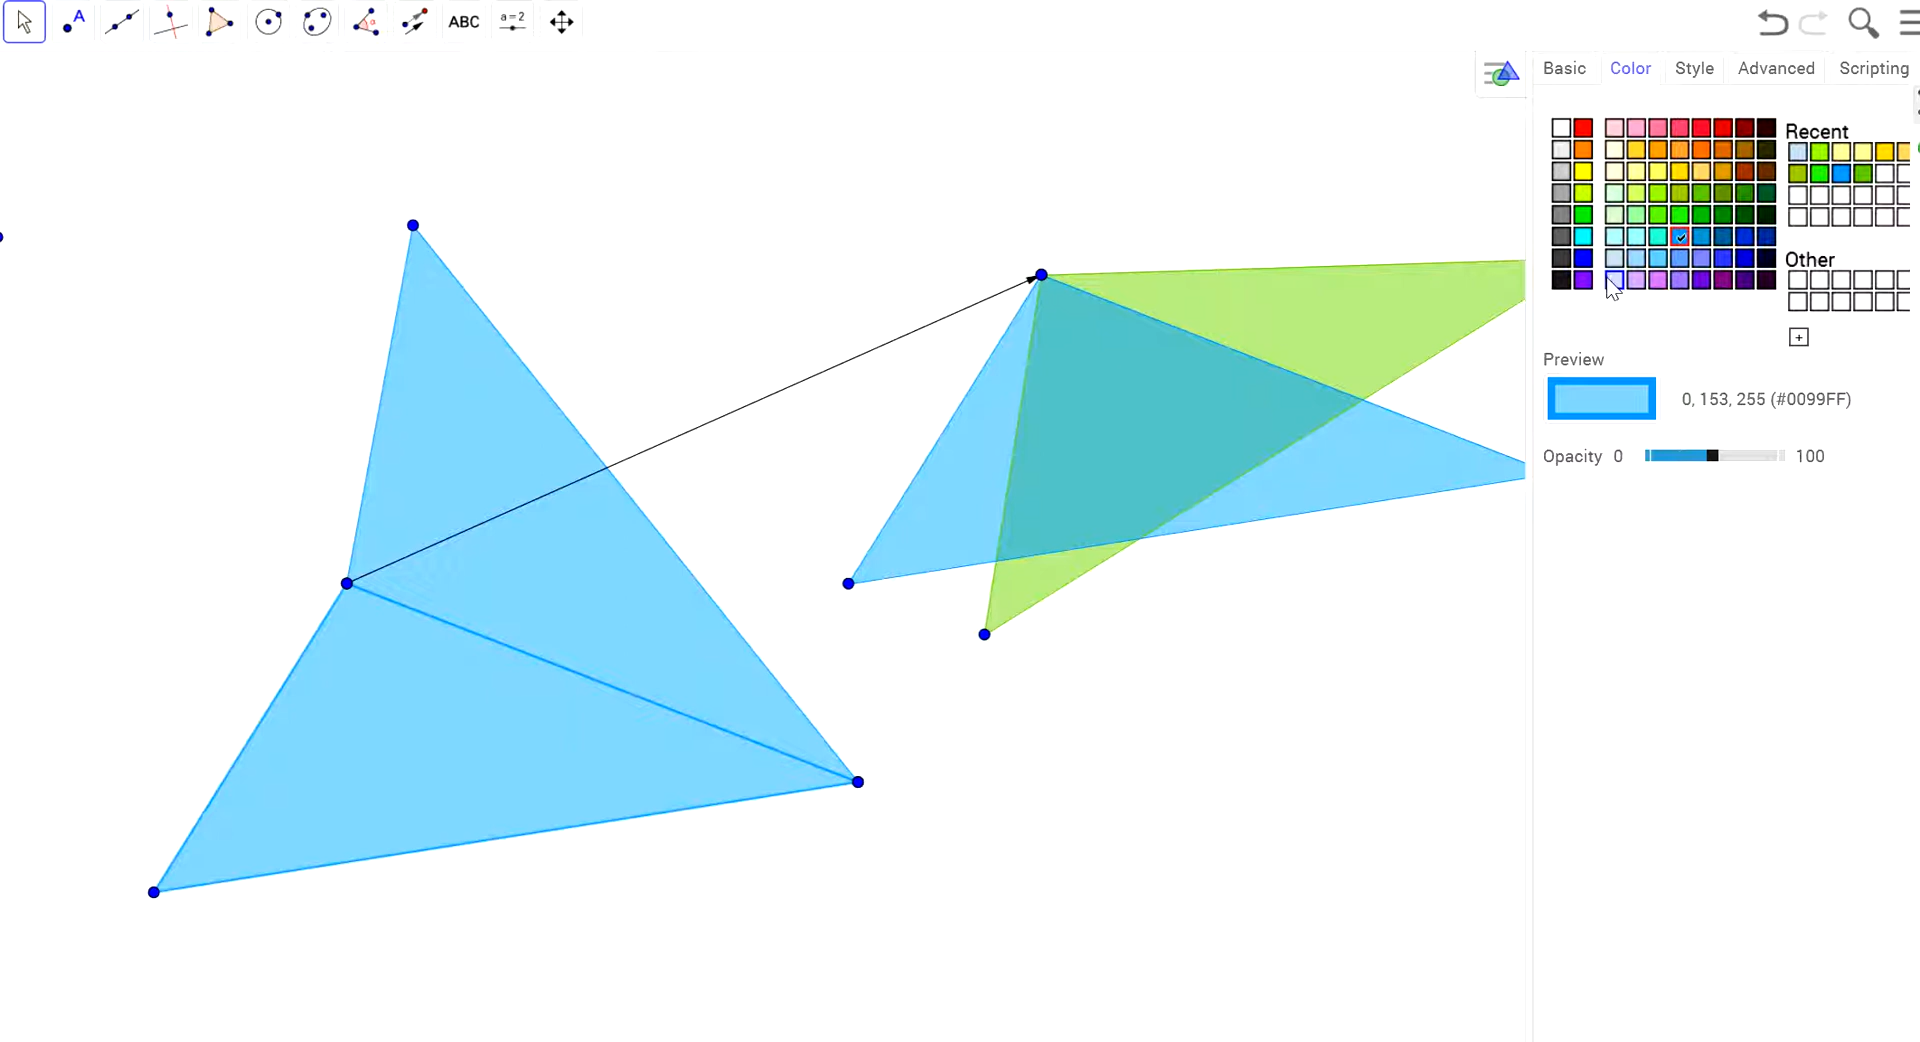 A
α
ABC
a=2
Basic Color Style Advanced Scripting
Recent
Other
+
Preview
0, 153, 255 (#0099FF)
Opacity 0 100